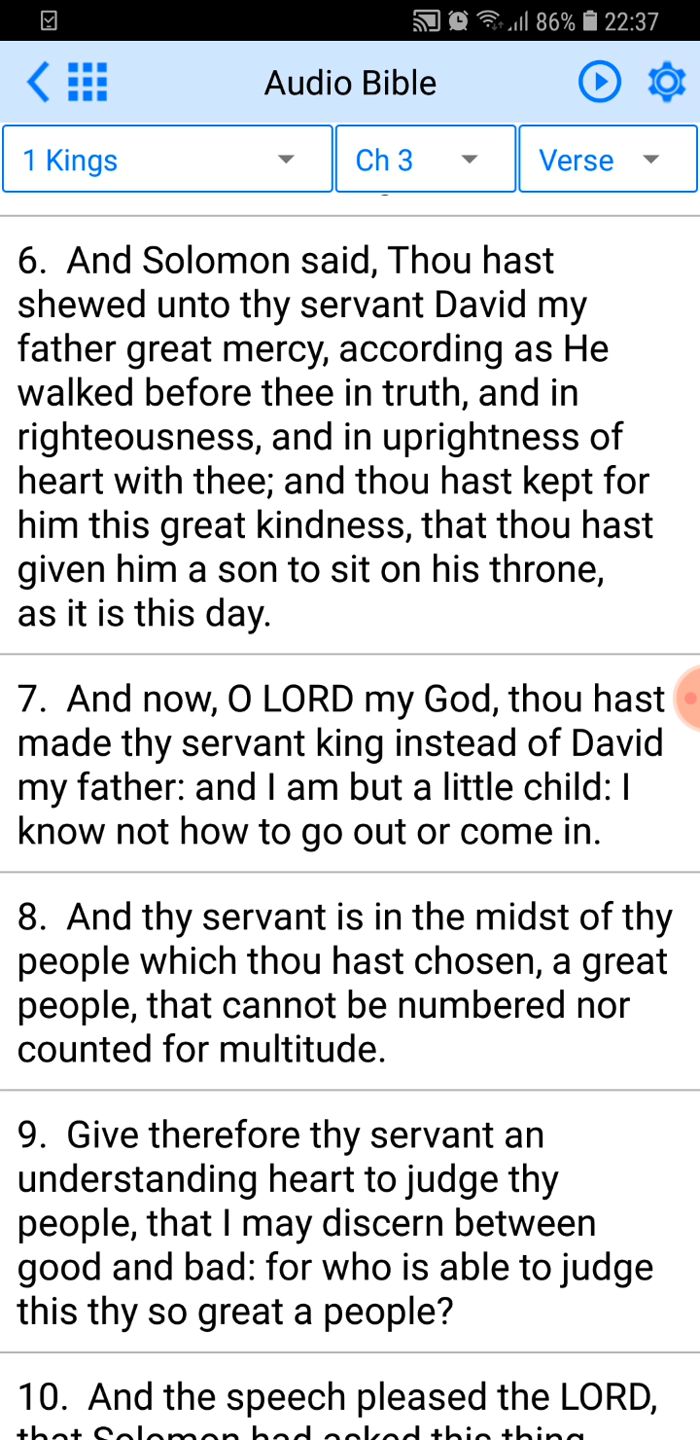 86% 22:37
Audio Bible
1 Kings Ch 3 Verse
6. And Solomon said, Thou hast
shewed unto thy servant David my
father great mercy, according as He
walked before thee in truth, and in
righteousness, and in uprightness of
heart with thee; and thou hast kept for
him this great kindness, that thou hast
given him a son to sit on his throne,
as it is this day.
7. And now, O LORD my God, thou hast
made thy servant king instead of David
my father: and I am but a little child: I
know not how to go out or come in.
8. And thy servant is in the midst of thy
people which thou hast chosen, a great
people, that cannot be numbered nor
counted for multitude.
9. Give therefore thy servant an
understanding heart to judge thy
people, that I may discern between
good and bad: for who is able to judge
this thy so great a people?
10. And the speech pleased the LORD,
that Solomon had asked this thing